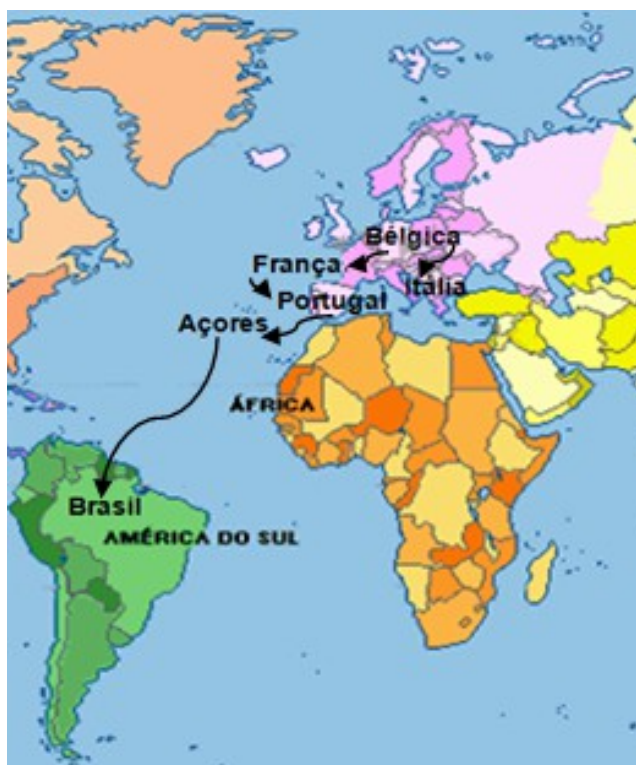 Bélgica
França
Itália
Portugal
Açores
ÁFRICA
Brasil
AMÉRICA DO SUL